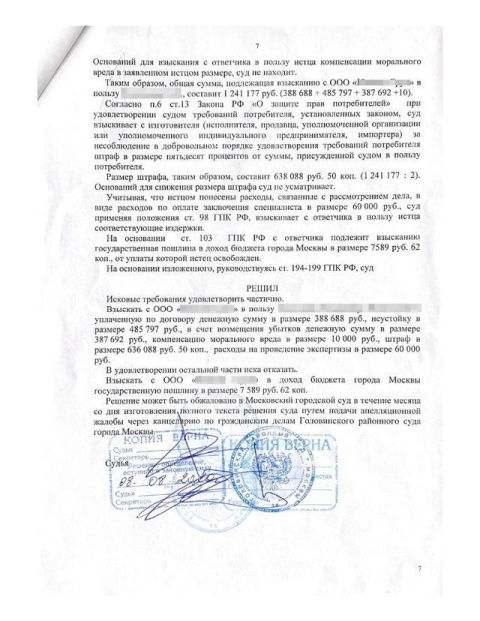 7
Оснований для взыскания с ответчика в пользу истца компенсации морального
вреда в заявленном истцом размере, суд не находит.
Таким образом, общая сумма, подлежащая взысканию с ООО « » в
пользу , составит 1 241 177 руб. (388 688 + 485 797 + 387 692 +10).
Согласно п.6 ст.13 Закона РФ «О защите прав потребителей» при
удовлетворении судом требований потребителя, установленных законом, суд
взыскивает с изготовителя (исполнителя, продавца, уполномоченной организации
или уполномоченного индивидуального предпринимателя, импортера) за
несоблюдение в добровольном порядке удовлетворения требований потребителя
штраф в размере пятьдесят процентов от суммы, присужденной судом в пользу
потребителя.
Размер штрафа, таким образом, составит 638 088 руб. 50 коп. (1 241 177 : 2).
Оснований для снижения размера штрафа суд не усматривает.
Учитывая, что истцом понесены расходы, связанные с рассмотрением дела, в
виде расходов по оплате заключения специалиста в размере 60 000 руб., суд
применяя положения ст. 98 ГПК РФ, взыскивает с ответчика в пользу истца
соответствующие издержки.
На основании ст. 103 ГПК РФ с ответчика подлежит взысканию
государственная пошлина в доход бюджета города Москвы в размере 7589 руб. 62
коп., от уплаты которой истец освобожден.
На основании изложенного, руководствуясь ст. 194-199 ГПК РФ, суд
РЕШИЛ
Исковые требования удовлетворить частично.
Взыскать с ООО « » в пользу
уплаченную по договору денежную сумму в размере 388 688 руб., неустойку в
размере 485 797 руб., в счет возмещения убытков денежную сумму в размере
387 692 руб., компенсацию морального вреда в размере 10 000 руб., штраф в
размере 636 088 руб. 50 коп., расходы на проведение экспертизы в размере 60 000
руб.
В удовлетворении остальной части иска отказать.
Взыскать с ООО « » в доход бюджета города Москвы
государственную пошлину в размере 7 589 руб. 62 коп.
Решение может быть обжаловано в Московский городской суд в течение месяца
со дня изготовления полного текста решения суда путем подачи апелляционной
жалобы через канцелярию по гражданским делам Головинского районного суда
города Москвы.
КОПИЯ ВЕРНА
КОПИЯ ВЕРНА
Судья
Секретарь
Судья
вступило в законную силу
08. 08 2020
Судья
Секретарь
7